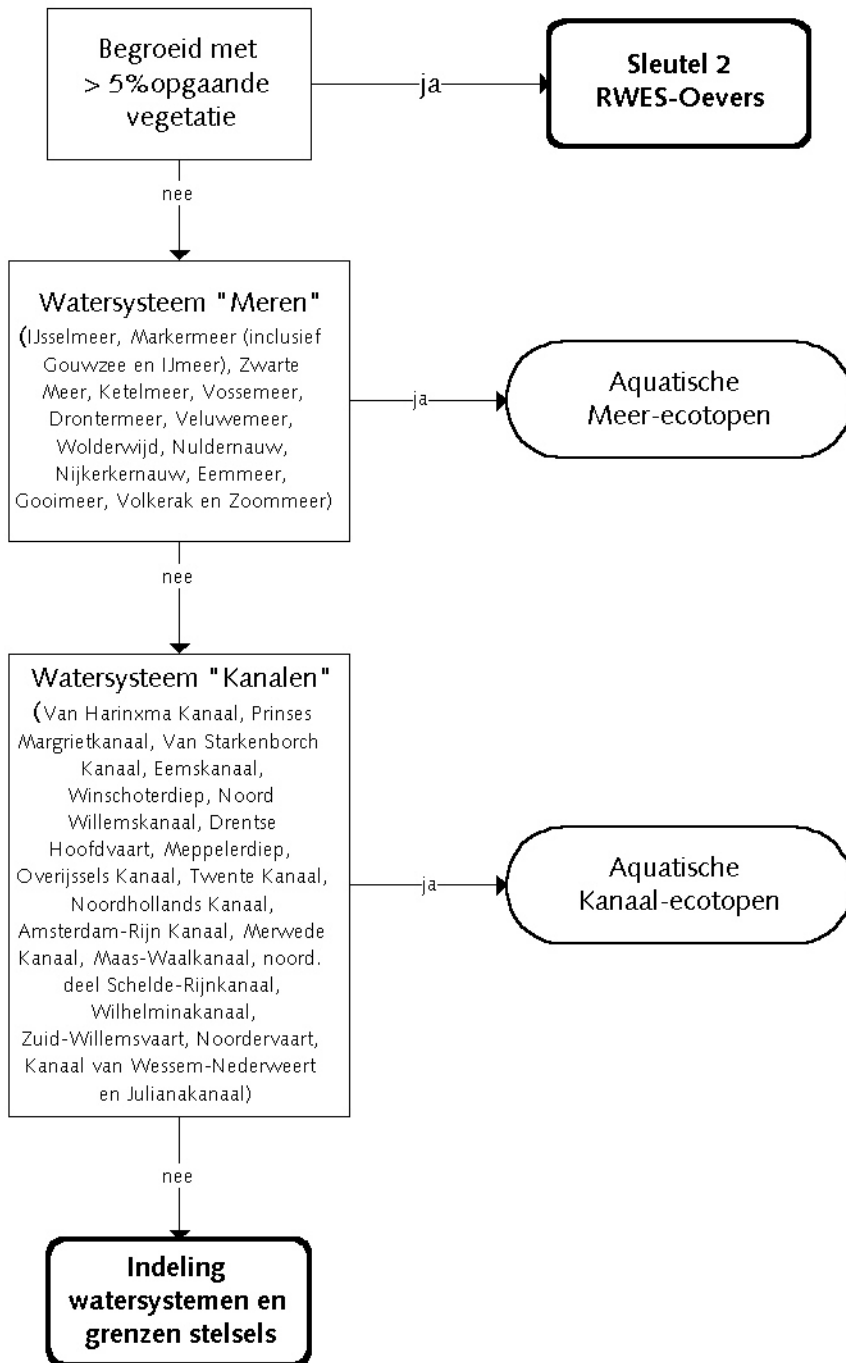 Begroeid met
> 5%opgaande
vegetatie
ja
Sleutel 2
RWES-Oevers
nee
Watersysteem "Meren"
(IJsselmeer, Markermeer (inclusief
Gouwzee en IJmeer), Zwarte
Meer, Ketelmeer, Vossemeer,
Drontermeer, Veluwemeer,
Wolderwijd, Nuldernauw,
Nijkerkernauw, Eemmeer,
Gooimeer, Volkerak en Zoommeer)
ja
Aquatische
Meer-ecotopen
nee
Watersysteem "Kanalen"
(Van Harinxma Kanaal, Prinses
Margrietkanaal, Van Starkenborch
Kanaal, Eemskanaal,
Winschoterdiep, Noord
Willemskanaal, Drentse
Hoofdvaart, Meppelerdiep,
Overijssels Kanaal, Twente Kanaal,
Noordhollands Kanaal,
Amsterdam-Rijn Kanaal, Merwede
Kanaal, Maas-Waalkanaal, noord.
deel Schelde-Rijnkanaal,
Wilhelminakanaal,
Zuid-Willemsvaart, Noordervaart,
Kanaal van Wessem-Nederweert
en Julianakanaal)
ja
Aquatische
Kanaal-ecotopen
nee
Indeling
watersystemen en
grenzen stelsels